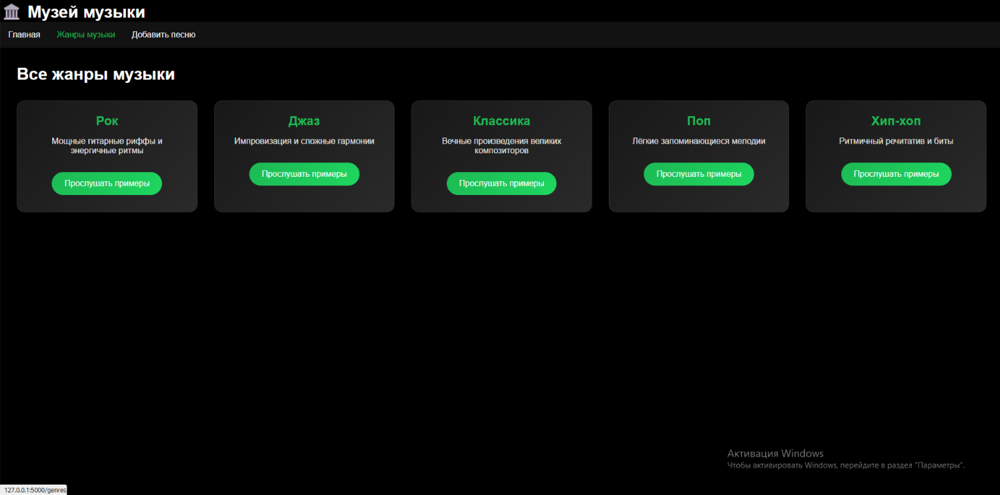 Музей музыки
Главная Жанры музыки Добавить песню
Все жанры музыки
Рок
Мощные гитарные риффы и
энергичные ритмы
Прослушать примеры
Джаз
Импровизация и сложные гармонии
Прослушать примеры
Классика
Вечные произведения великих
композиторов
Прослушать примеры
Поп
Лёгкие запоминающиеся мелодии
Прослушать примеры
Хип-хоп
Ритмичный речитатив и биты
Прослушать примеры
Активация Windows
Чтобы активировать Windows, перейдите в раздел "Параметры".
127.0.0.1:5000/genres